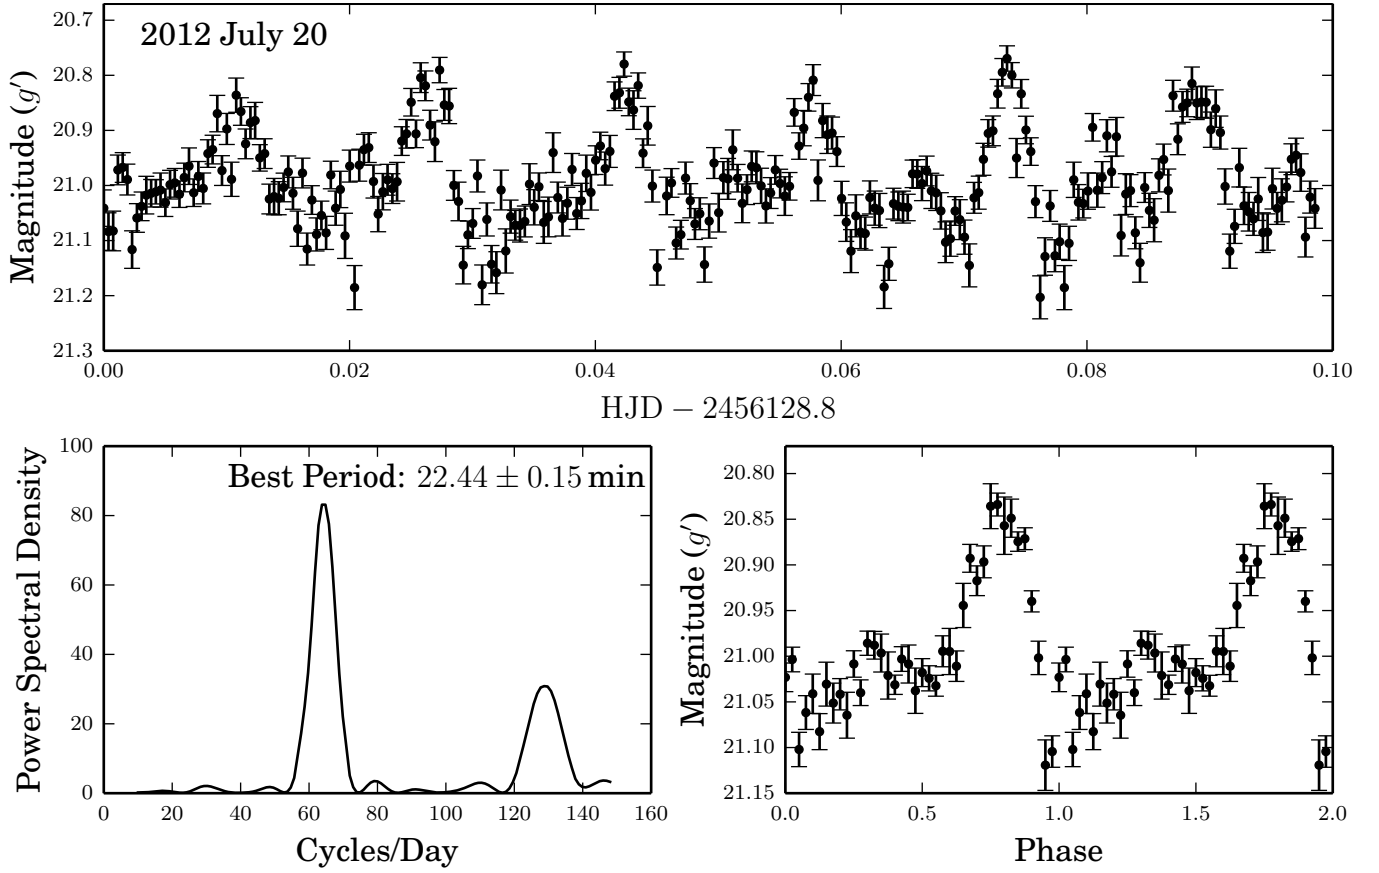 2012 July 20
Magnitude (g′)
20.7
20.8
20.9
21.0
21.1
21.2
21.3
0.00 0.02 0.04 0.06 0.08 0.10
HJD − 2456128.8
Best Period: 22.44 ± 0.15 min
Power Spectral Density
100
80
60
40
20
0
0 20 40 60 80 100 120 140 160
Cycles/Day
Magnitude (g′)
20.80
20.85
20.90
20.95
21.00
21.05
21.10
21.15
0.0 0.5 1.0 1.5 2.0
Phase